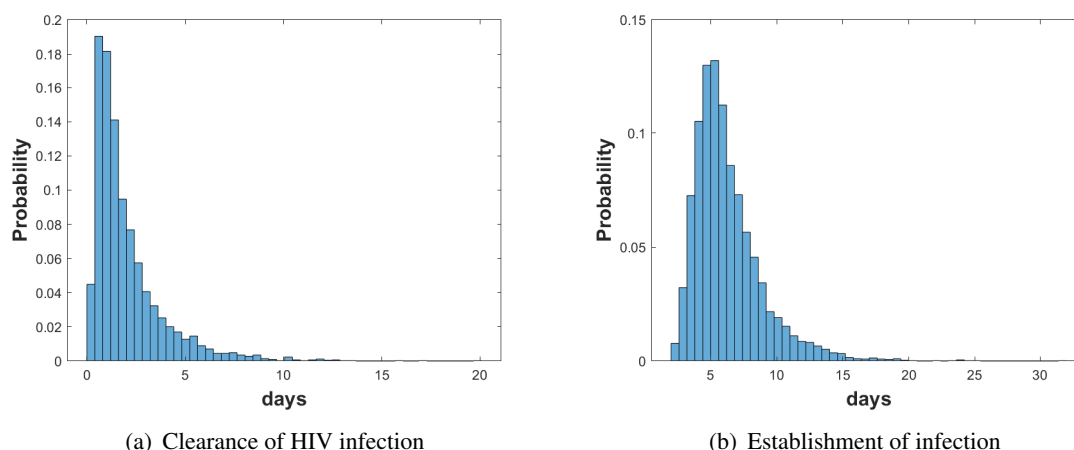 0.2
0.18
0.16
0.14
0.12
0.1
0.08
0.06
0.04
0.02
0
Probability
0 5 10 15 20
days
(a) Clearance of HIV infection
0.15
0.1
0.05
0
Probability
5 10 15 20 25 30
days
(b) Establishment of infection